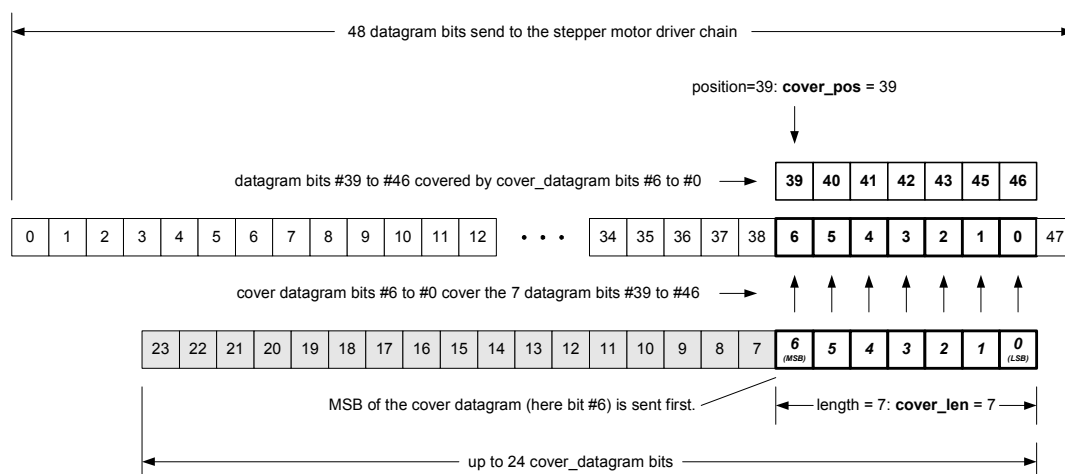 48 datagram bits send to the stepper motor driver chain
position=39: cover_pos = 39
datagram bits #39 to #46 covered by cover_datagram bits #6 to #0
39 40 41 42 43 45 46
0 1 2 3 4 5 6 7 8 9 10 11 12 • • • 34 35 36 37 38 6 5 4 3 2 1 0 47
cover datagram bits #6 to #0 cover the 7 datagram bits #39 to #46
23 22 21 20 19 18 17 16 15 14 13 12 11 10 9 8 7 6 5 4 3 2 1 0
(MSB) (LSB)
MSB of the cover datagram (here bit #6) is sent first.
length = 7: cover_len = 7
up to 24 cover_datagram bits